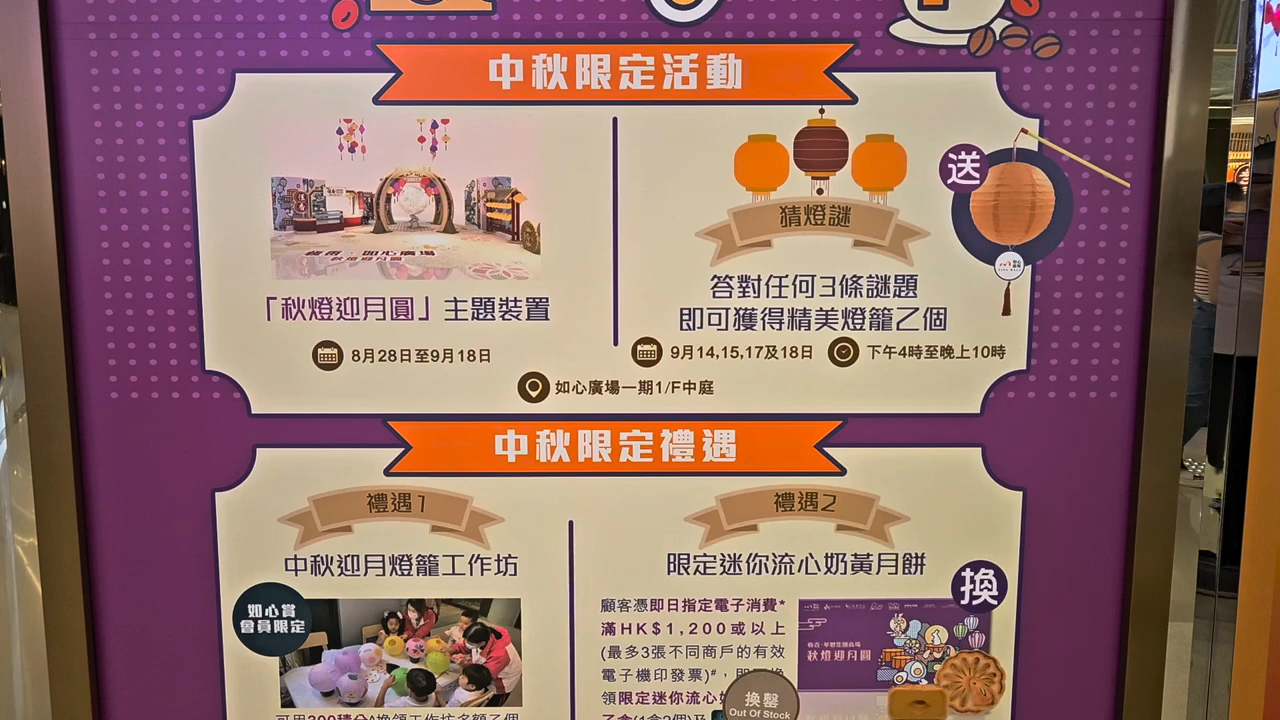 中秋限定活動
送
猜燈謎
答對任何3條謎題
即可獲得精美燈籠乙個
9月14,15,17及18日
下午4時至晚上10時
「秋燈迎月圓」主題裝置
8月28日至9月18日
如心廣場一期1/F中庭
中秋限定禮遇
禮遇1
中秋迎月燈籠工作坊
如心賞
會員限定
禮遇2
限定迷你流心奶黃月餅
換
顧客憑即日指定電子消費*
滿HK$1,200或以上
(最多3張不同商戶的有效
電子機印發票)#，即
領限定迷你流心
秋燈迎月圓
換罄
Out Of Stock